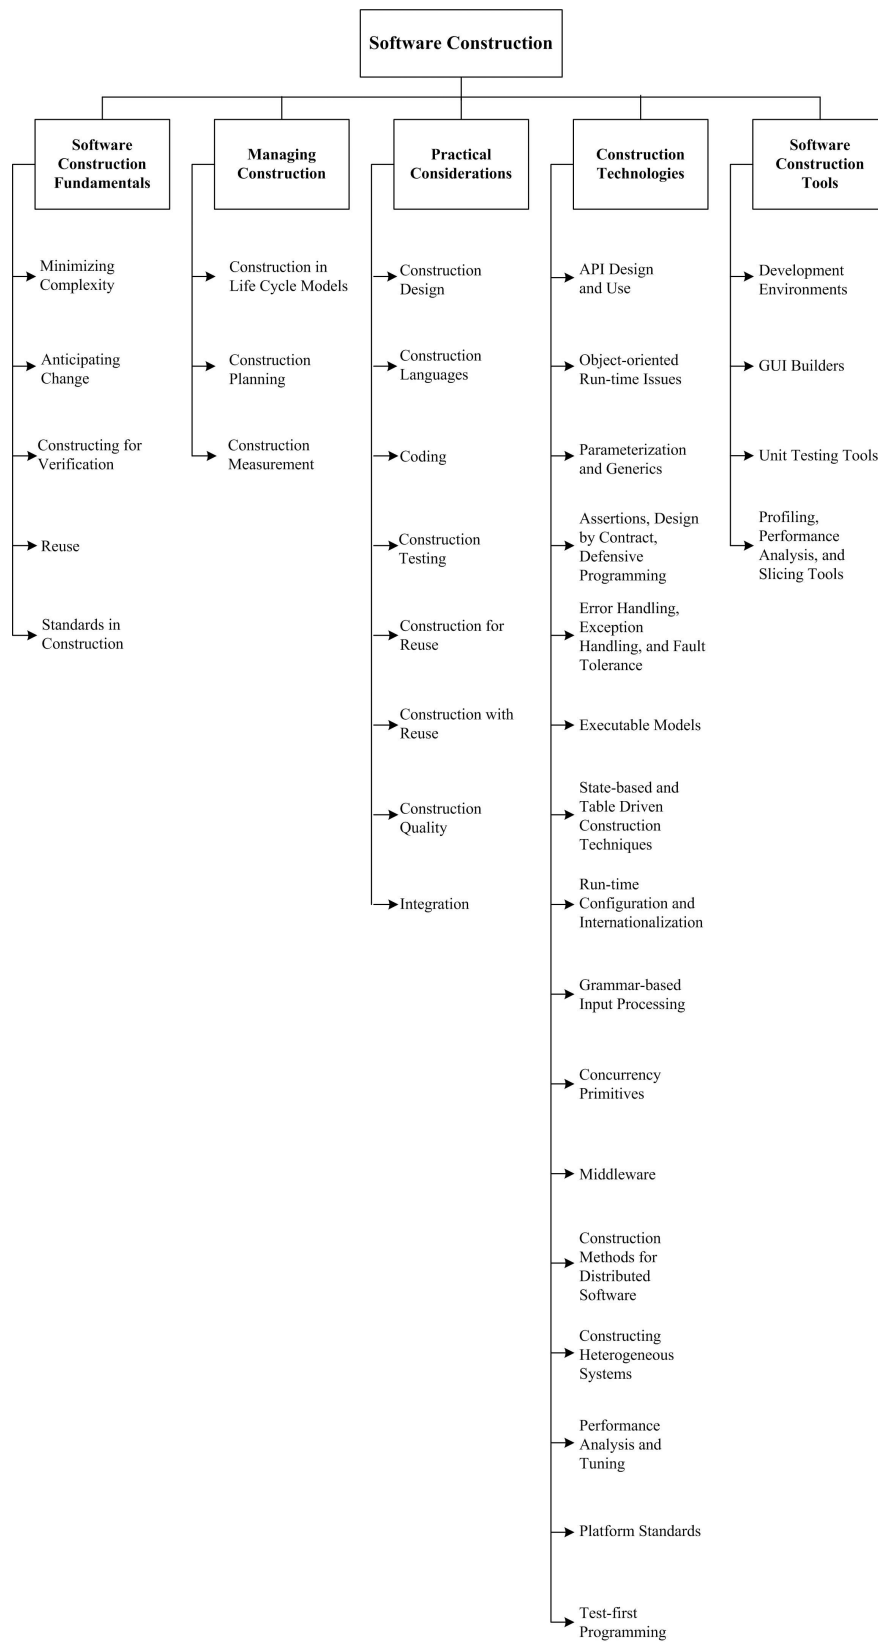 Software Construction
Software
Construction
Fundamentals
Minimizing
Complexity
Anticipating
Change
Constructing for
Verification
Reuse
Standards in
Construction
Managing
Construction
Construction in
Life Cycle Models
Construction
Planning
Construction
Measurement
Practical
Considerations
Construction
Design
Construction
Languages
Coding
Construction
Testing
Construction for
Reuse
Construction with
Reuse
Construction
Quality
Integration
Construction
Technologies
API Design
and Use
Object-oriented
Run-time Issues
Parameterization
and Generics
Assertions, Design
by Contract,
Defensive
Programming
Error Handling,
Exception
Handling, and Fault
Tolerance
Executable Models
State-based and
Table Driven
Construction
Techniques
Run-time
Configuration and
Internationalization
Grammar-based
Input Processing
Concurrency
Primitives
Middleware
Construction
Methods for
Distributed
Software
Constructing
Heterogeneous
Systems
Performance
Analysis and
Tuning
Platform Standards
Test-first
Programming
Software
Construction
Tools
Development
Environments
GUI Builders
Unit Testing Tools
Profiling,
Performance
Analysis, and
Slicing Tools